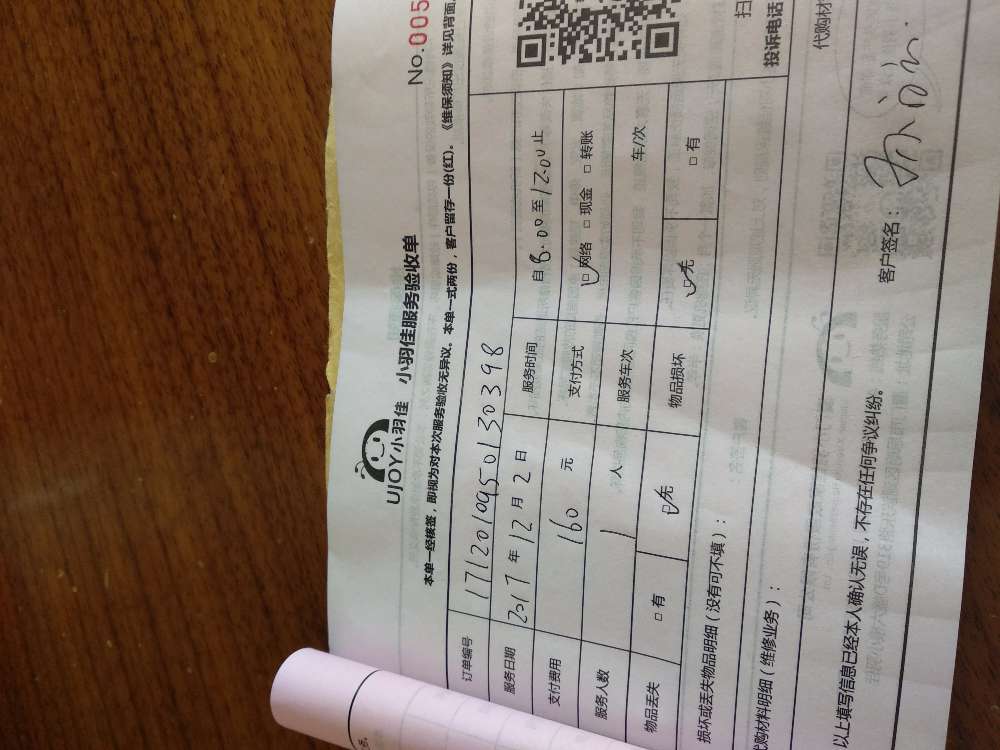 UJOY小羽佳 小羽佳服务验收单
No.005
本单一经核签，即视为对本次服务验收无异议。本单一式两份，客户留存一份(红)。《维保须知》详见背面。
订单编号 1712010950130398
服务日期 2017年12月2日 服务时间 自8:00至12:00止
支付费用 160元 支付方式 ☑网络 □现金 □转账
服务人数 1人 服务车次 车/次
物品丢失 □有 ☑无 物品损坏 ☑无 □有
损坏或丢失物品明细（没有可不填）：
代购材料明细（维修业务）：
代购材
以上填写信息已经本人确认无误，不存在任何争议纠纷。
客户签名：
扫
投诉电话